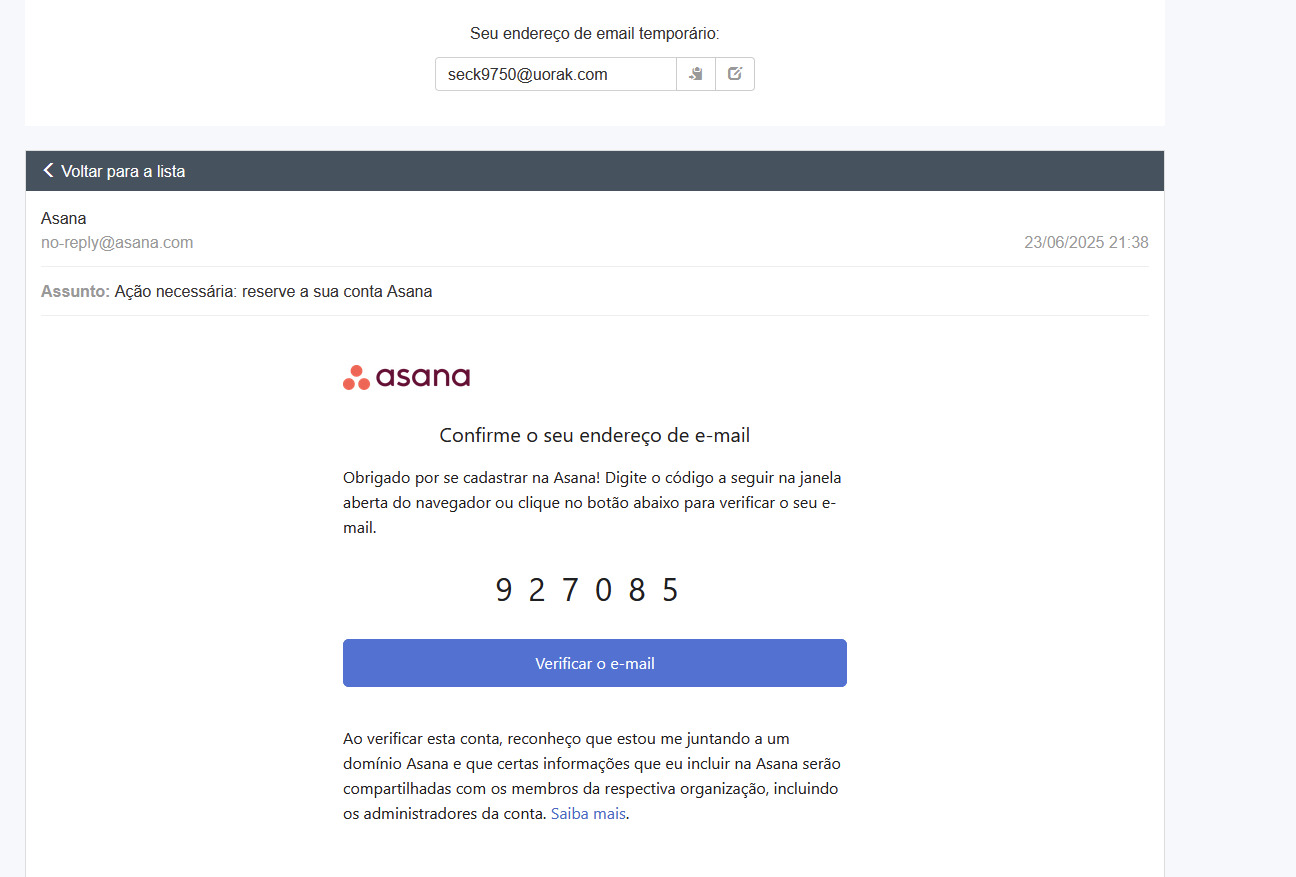 Seu endereço de email temporário:
seck9750@uorak.com
Voltar para a lista
Asana
no-reply@asana.com
23/06/2025 21:38
Assunto: Ação necessária: reserve a sua conta Asana
asana
Confirme o seu endereço de e-mail
Obrigado por se cadastrar na Asana! Digite o código a seguir na janela
aberta do navegador ou clique no botão abaixo para verificar o seu e-
mail.
9 2 7 0 8 5
Verificar o e-mail
Ao verificar esta conta, reconheço que estou me juntando a um
domínio Asana e que certas informações que eu incluir na Asana serão
compartilhadas com os membros da respectiva organização, incluindo
os administradores da conta. Saiba mais.